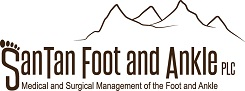 SanTan Foot and Ankle PLC
Medical and Surgical Management of the Foot and Ankle